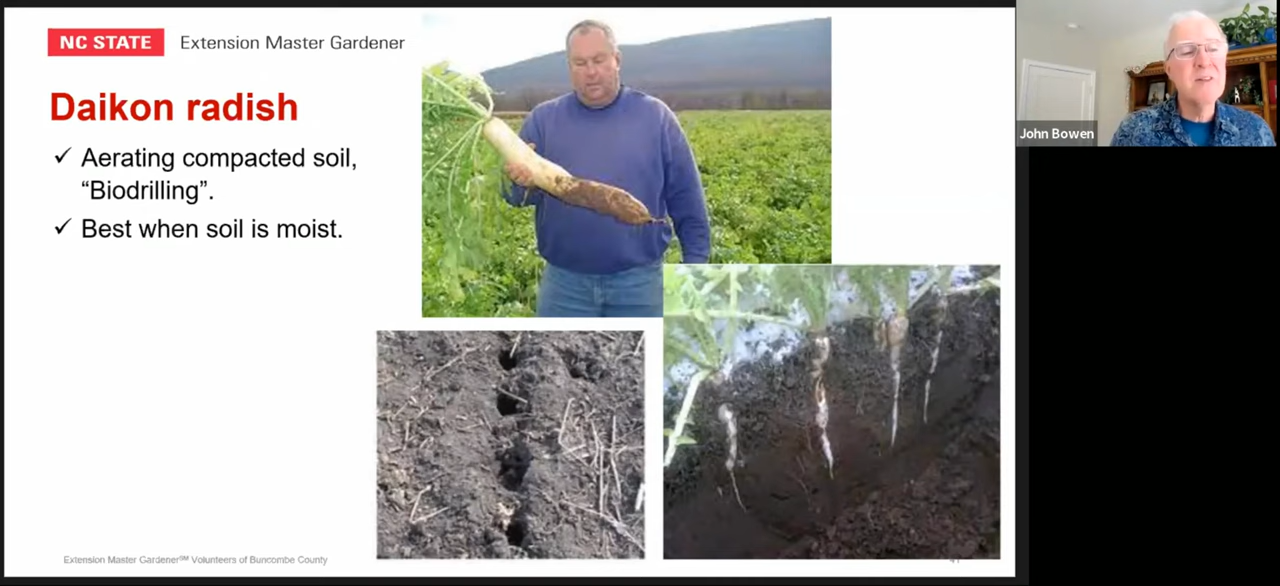 NC STATE Extension Master Gardener
Daikon radish
✓ Aerating compacted soil,
“Biodrilling”.
✓ Best when soil is moist.
John Bowen
Extension Master Gardener℠ Volunteers of Buncombe County